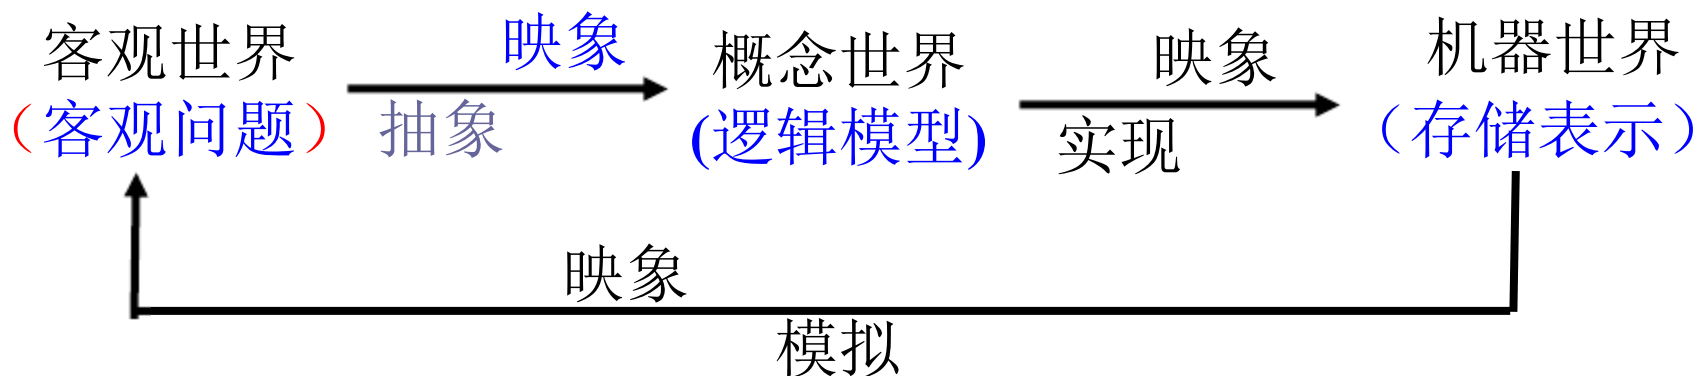 客观世界
（客观问题）
映象
抽象
概念世界
(逻辑模型)
映象
实现
机器世界
（存储表示）
映象
模拟